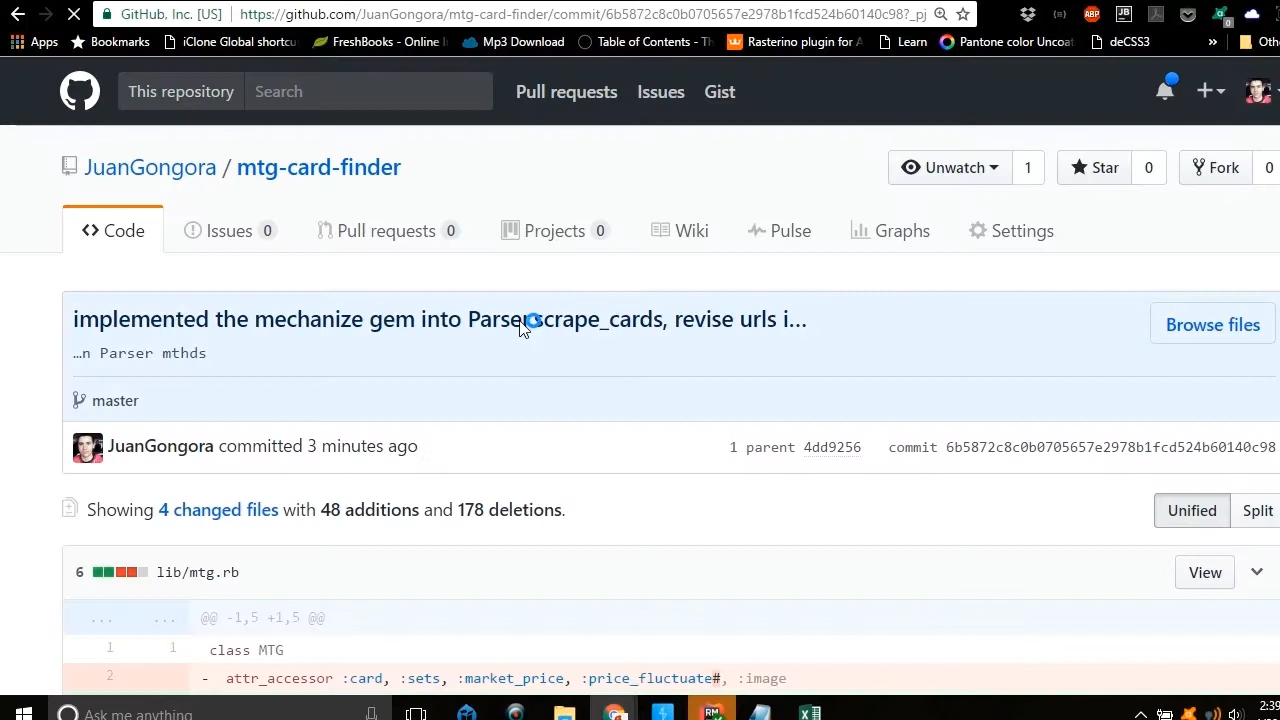 GitHub, Inc. [US] https://github.com/JuanGongora/mtg-card-finder/commit/6b5872c8c0b0705657e2978b1fcd524b60140c98?_pj
Apps Bookmarks iClone Global shortcu FreshBooks - Online I Mp3 Download Table of Contents - Th Rasterino plugin for A Learn Pantone color Uncoat deCSS3 » Oth
This repository Search Pull requests Issues Gist
JuanGongora / mtg-card-finder Unwatch 1 Star 0 Fork 0
Code Issues 0 Pull requests 0 Projects 0 Wiki Pulse Graphs Settings
implemented the mechanize gem into Parser scrape_cards, revise urls i…
…n Parser mthds
Browse files
master
JuanGongora committed 3 minutes ago 1 parent 4dd9256 commit 6b5872c8c0b0705657e2978b1fcd524b60140c98
Showing 4 changed files with 48 additions and 178 deletions.
Unified Split
6 lib/mtg.rb View
... ... @@ -1,5 +1,5 @@
1 1 class MTG
2 - attr_accessor :card, :sets, :market_price, :price_fluctuate#, :image
Ask me anything